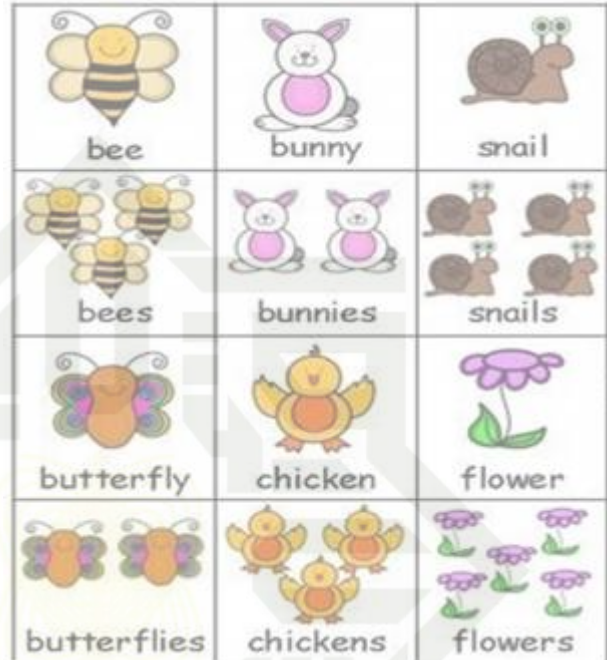 bee bunny snail
bees bunnies snails
butterfly chicken flower
butterflies chickens flowers